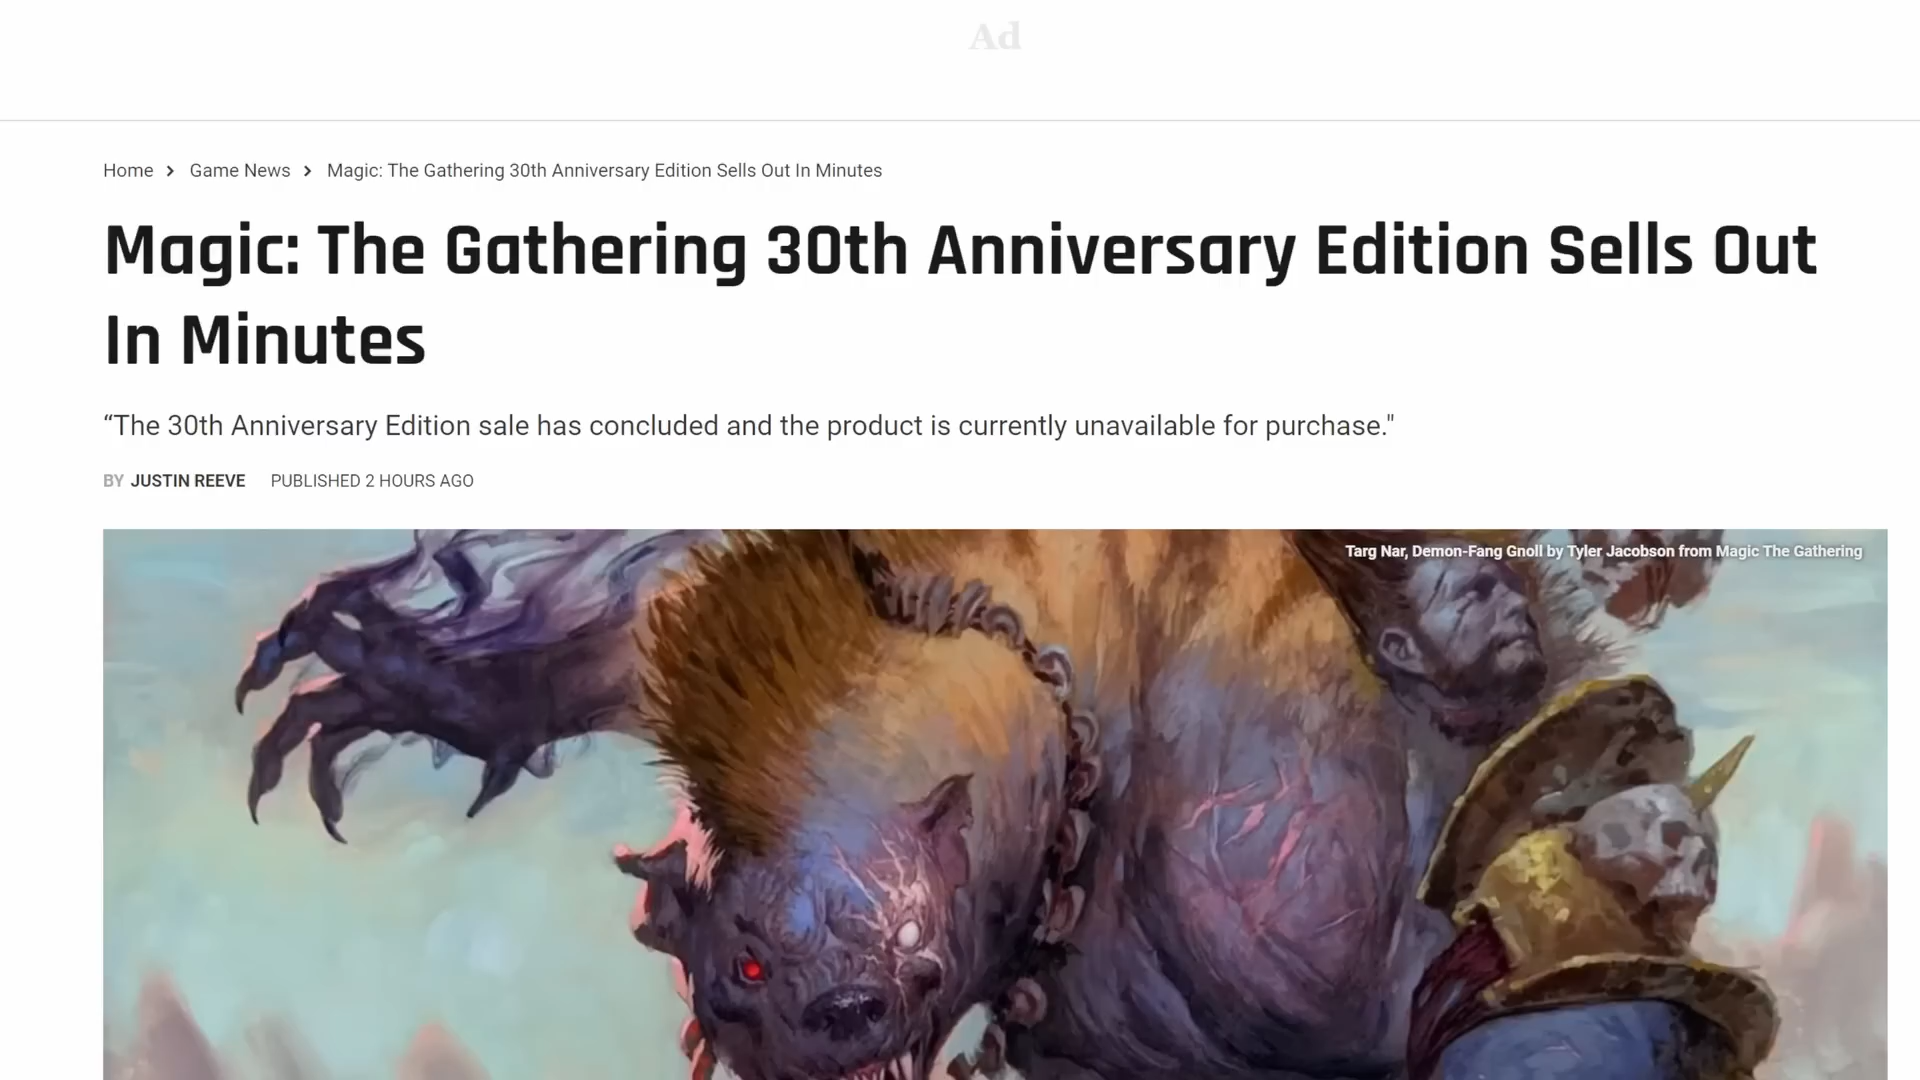 Ad
Home > Game News > Magic: The Gathering 30th Anniversary Edition Sells Out In Minutes
Magic: The Gathering 30th Anniversary Edition Sells Out
In Minutes
“The 30th Anniversary Edition sale has concluded and the product is currently unavailable for purchase."
BY JUSTIN REEVE PUBLISHED 2 HOURS AGO
Targ Nar, Demon-Fang Gnoll by Tyler Jacobson from Magic The Gathering